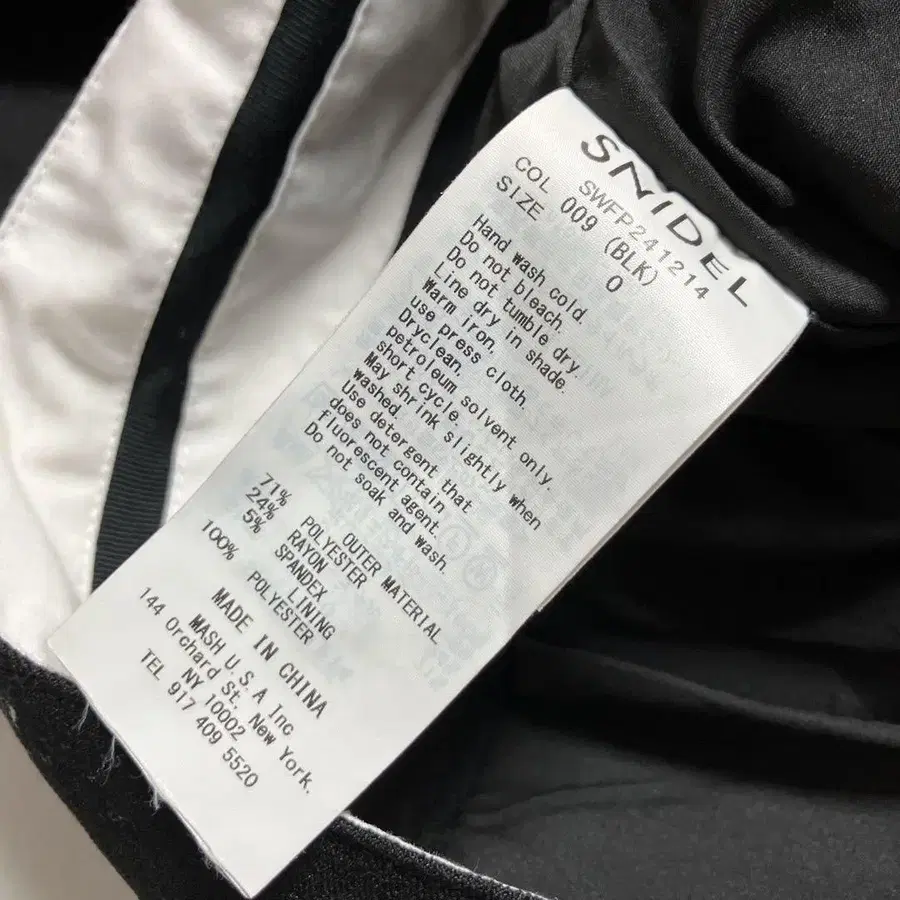 SNIDEL
SWFP241214
COL 009 (BLK)
SIZE 0
Hand wash cold.
Do not bleach.
Do not tumble dry.
Line dry in shade.
Warm iron,
use press cloth.
Dryclean,
petroleum solvent only.
short cycle.
May shrink slightly when
washed.
Use detergent that
does not contain
fluorescent agent.
Do not soak and wash.
OUTER MATERIAL
71% POLYESTER
24% RAYON
5% SPANDEX
LINING
100% POLYESTER
MADE IN CHINA
MASH U.S.A Inc
144 Orchard St, New York.
NY 10002
TEL 917 409 5520